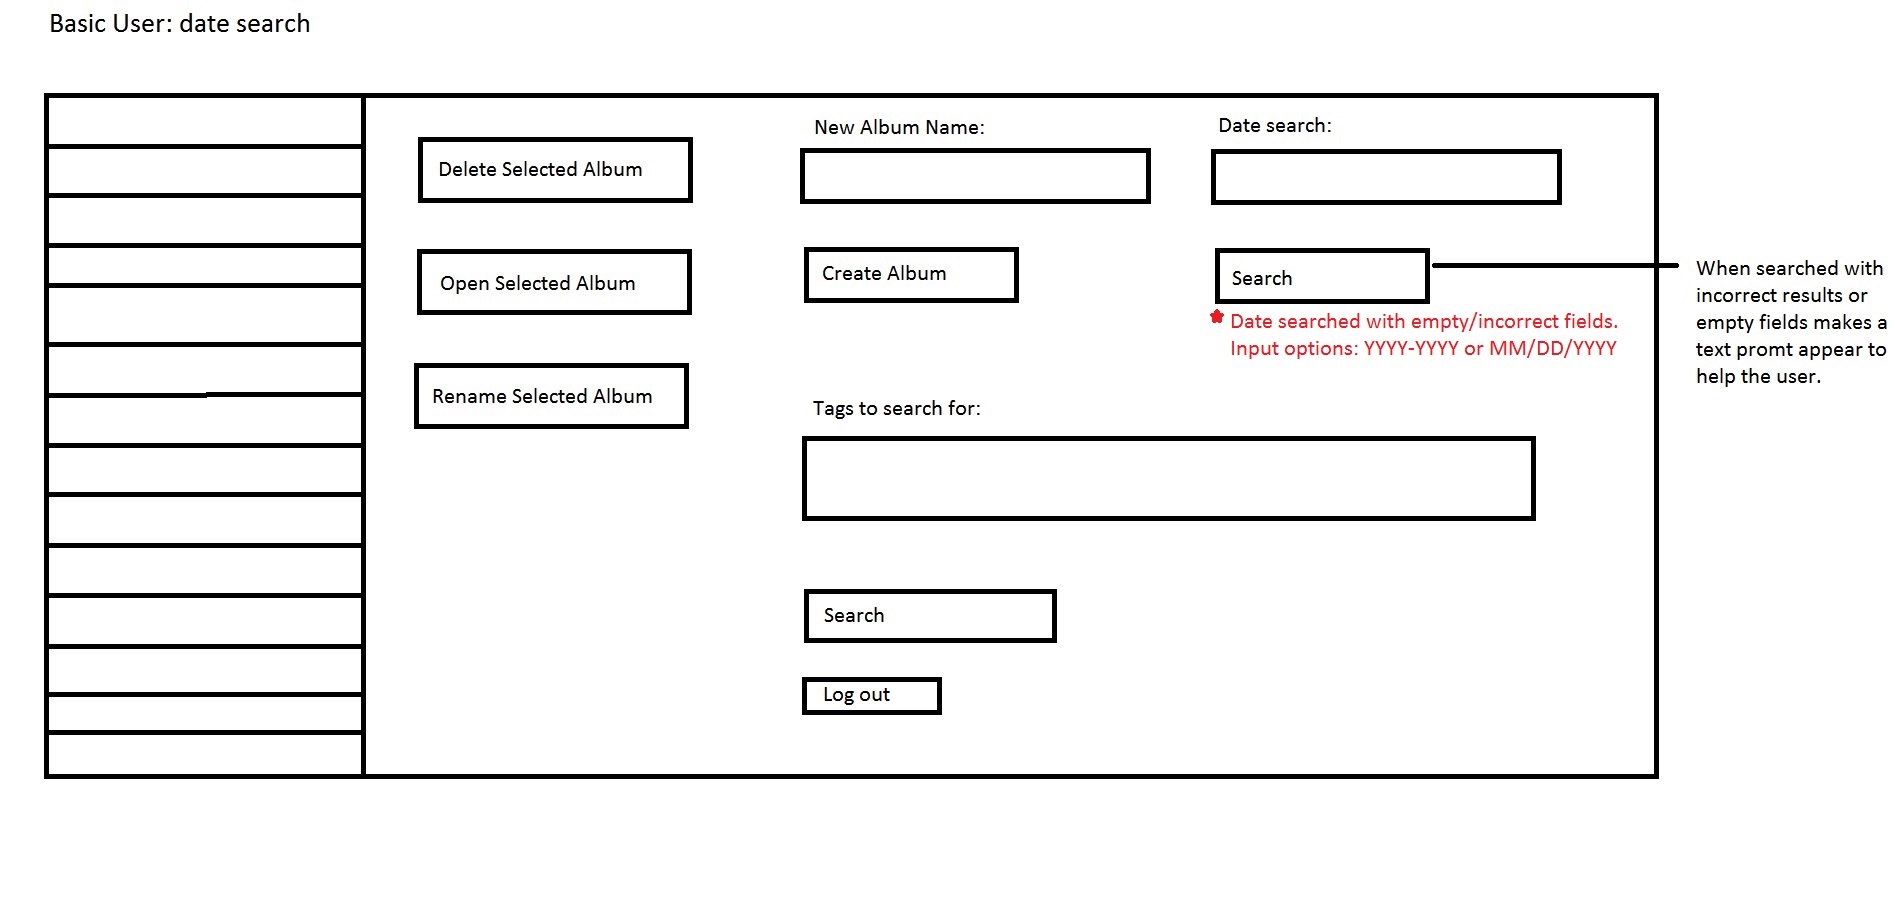 Basic User: date search
New Album Name:
Date search:
Delete Selected Album
Open Selected Album
Create Album
Search
When searched with
incorrect results or
empty fields makes a
text promt appear to
help the user.
* Date searched with empty/incorrect fields.
Input options: YYYY-YYYY or MM/DD/YYYY
Rename Selected Album
Tags to search for:
Search
Log out